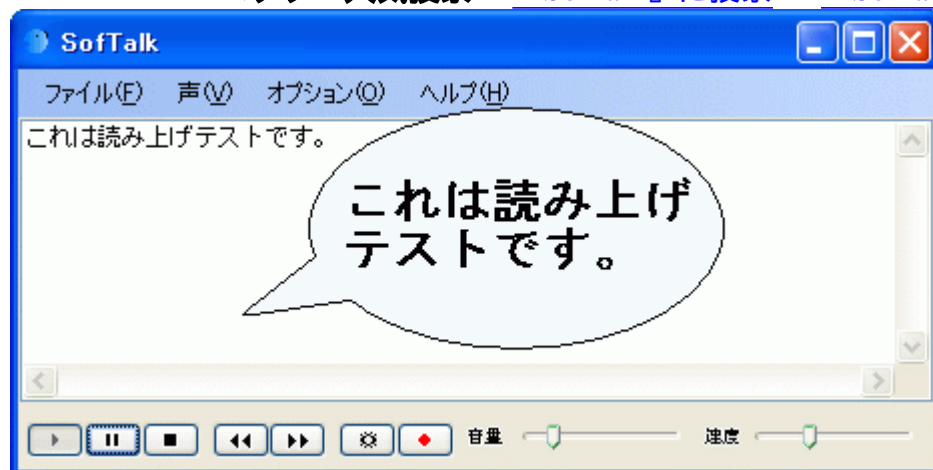 SofTalk
ファイル(F) 声(V) オプション(O) ヘルプ(H)
これは読み上げテストです。
これは読み上げ
テストです。
音量 速度